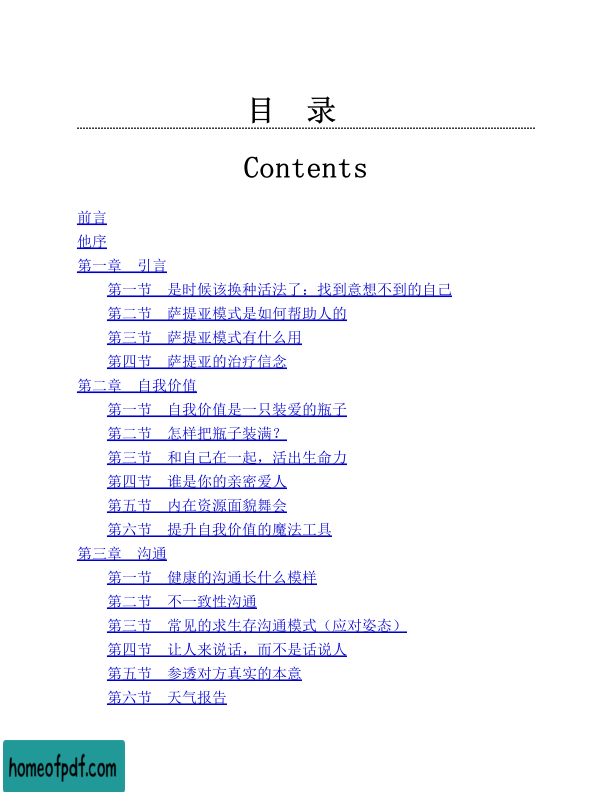 目　录
Contents
前言
他序
第一章　引言
第一节　是时候该换种活法了：找到意想不到的自己
第二节　萨提亚模式是如何帮助人的
第三节　萨提亚模式有什么用
第四节　萨提亚的治疗信念
第二章　自我价值
第一节　自我价值是一只装爱的瓶子
第二节　怎样把瓶子装满？
第三节　和自己在一起，活出生命力
第四节　谁是你的亲密爱人
第五节　内在资源面貌舞会
第六节　提升自我价值的魔法工具
第三章　沟通
第一节　健康的沟通长什么模样
第二节　不一致性沟通
第三节　常见的求生存沟通模式（应对姿态）
第四节　让人来说话，而不是话说人
第五节　参透对方真实的本意
第六节　天气报告
homeofpdf.com